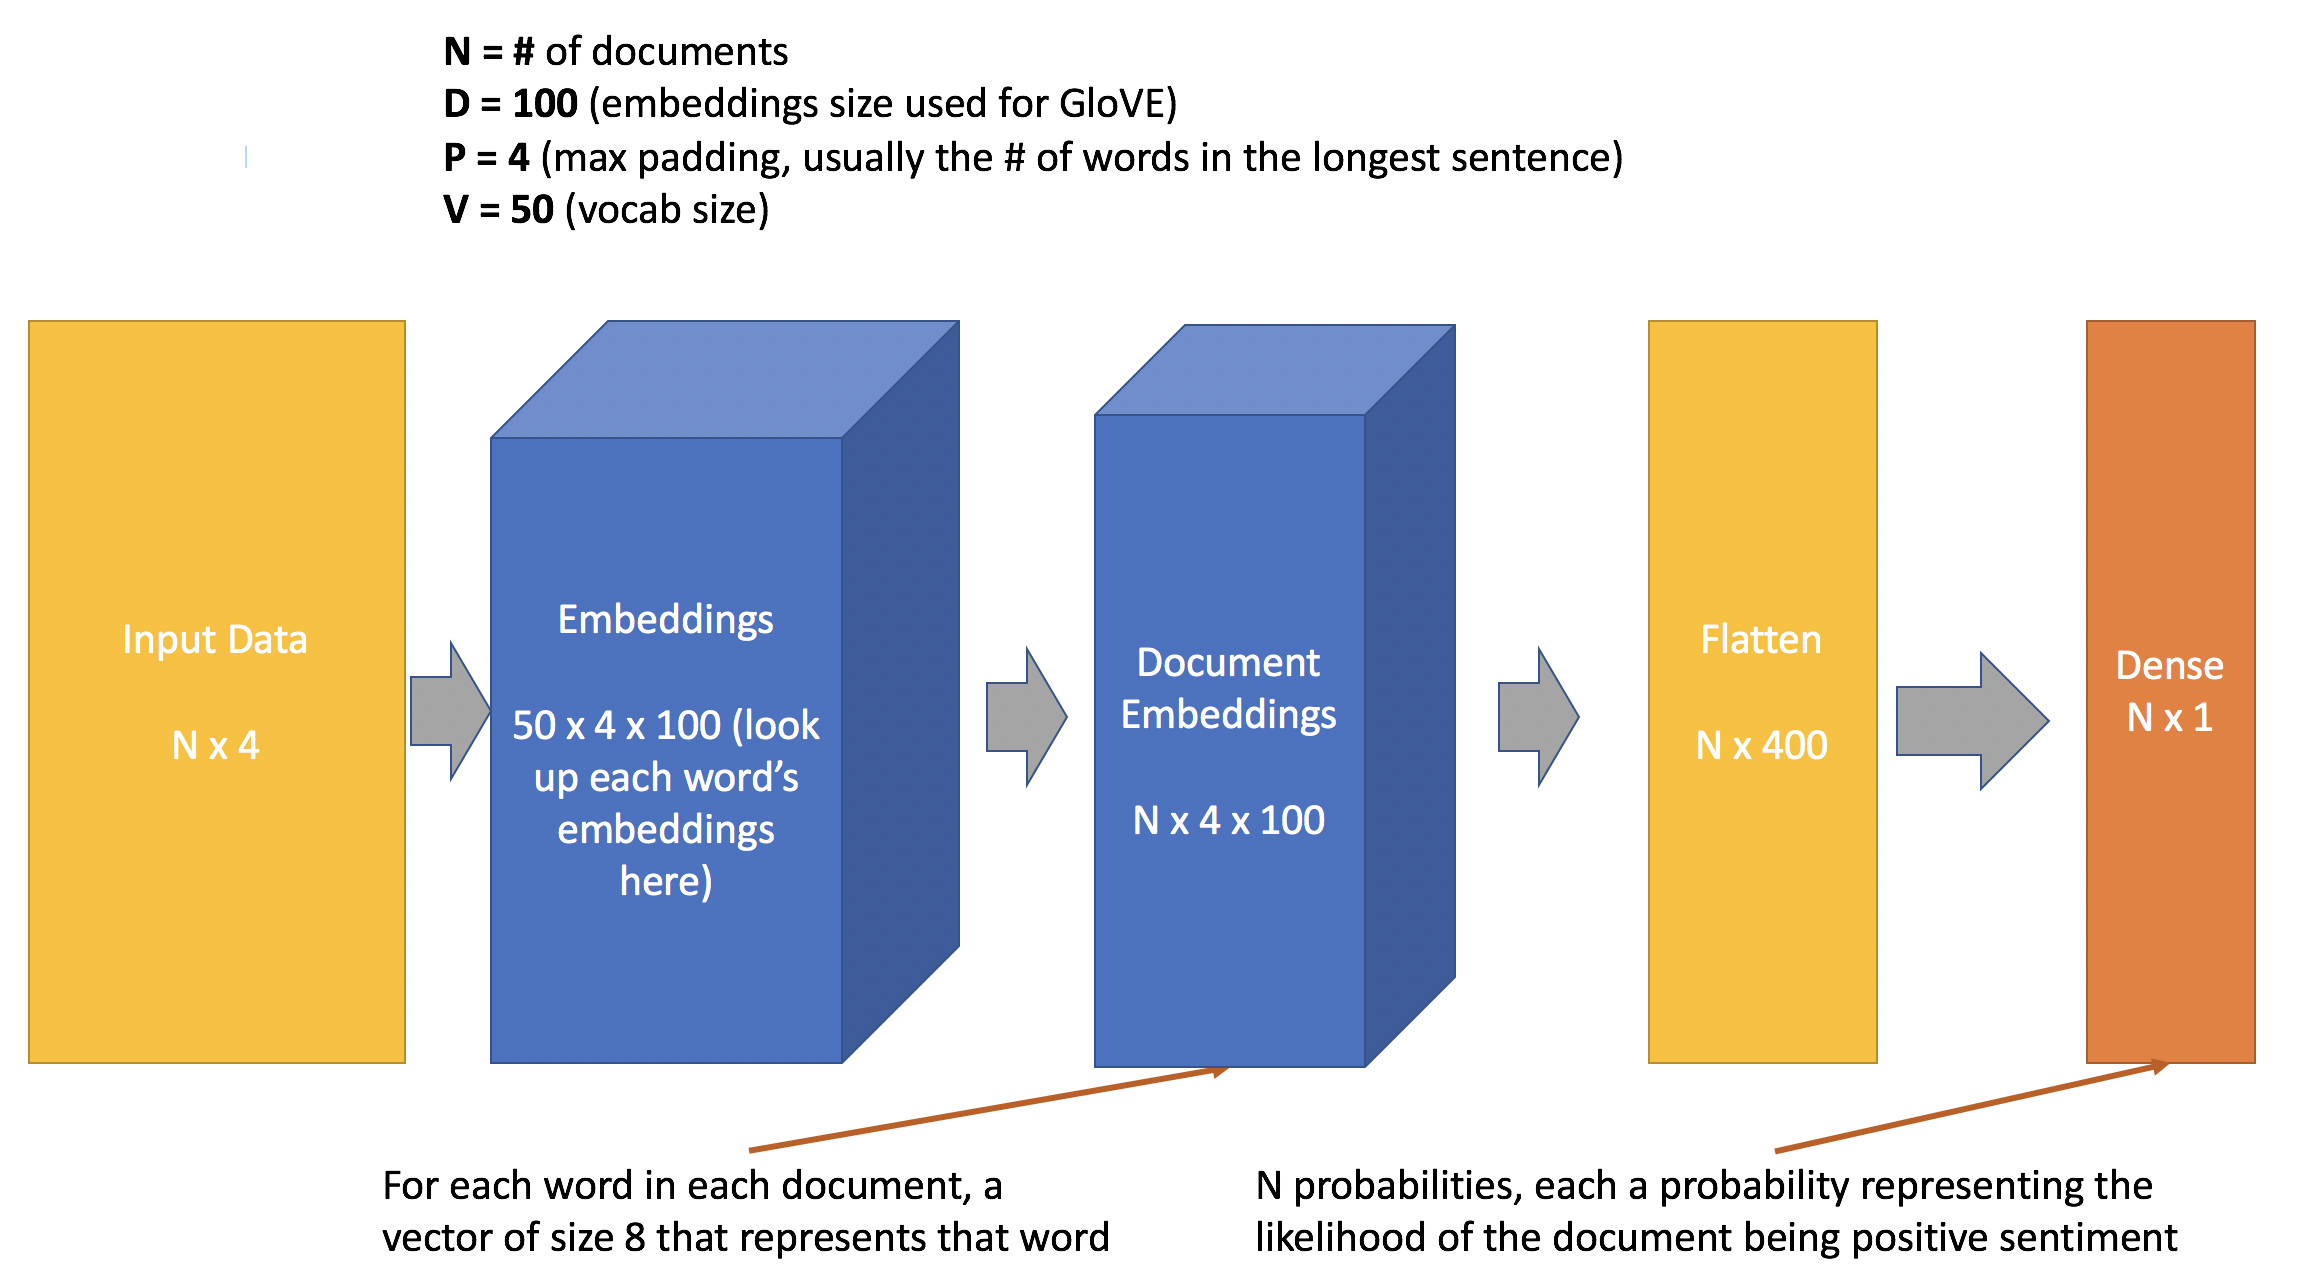 N = # of documents
D = 100 (embeddings size used for GloVE)
P = 4 (max padding, usually the # of words in the longest sentence)
V = 50 (vocab size)
Input Data
N x 4
Embeddings
50 x 4 x 100 (look
up each word’s
embeddings
here)
Document
Embeddings
N x 4 x 100
Flatten
N x 400
Dense
N x 1
For each word in each document, a
vector of size 8 that represents that word
N probabilities, each a probability representing the
likelihood of the document being positive sentiment